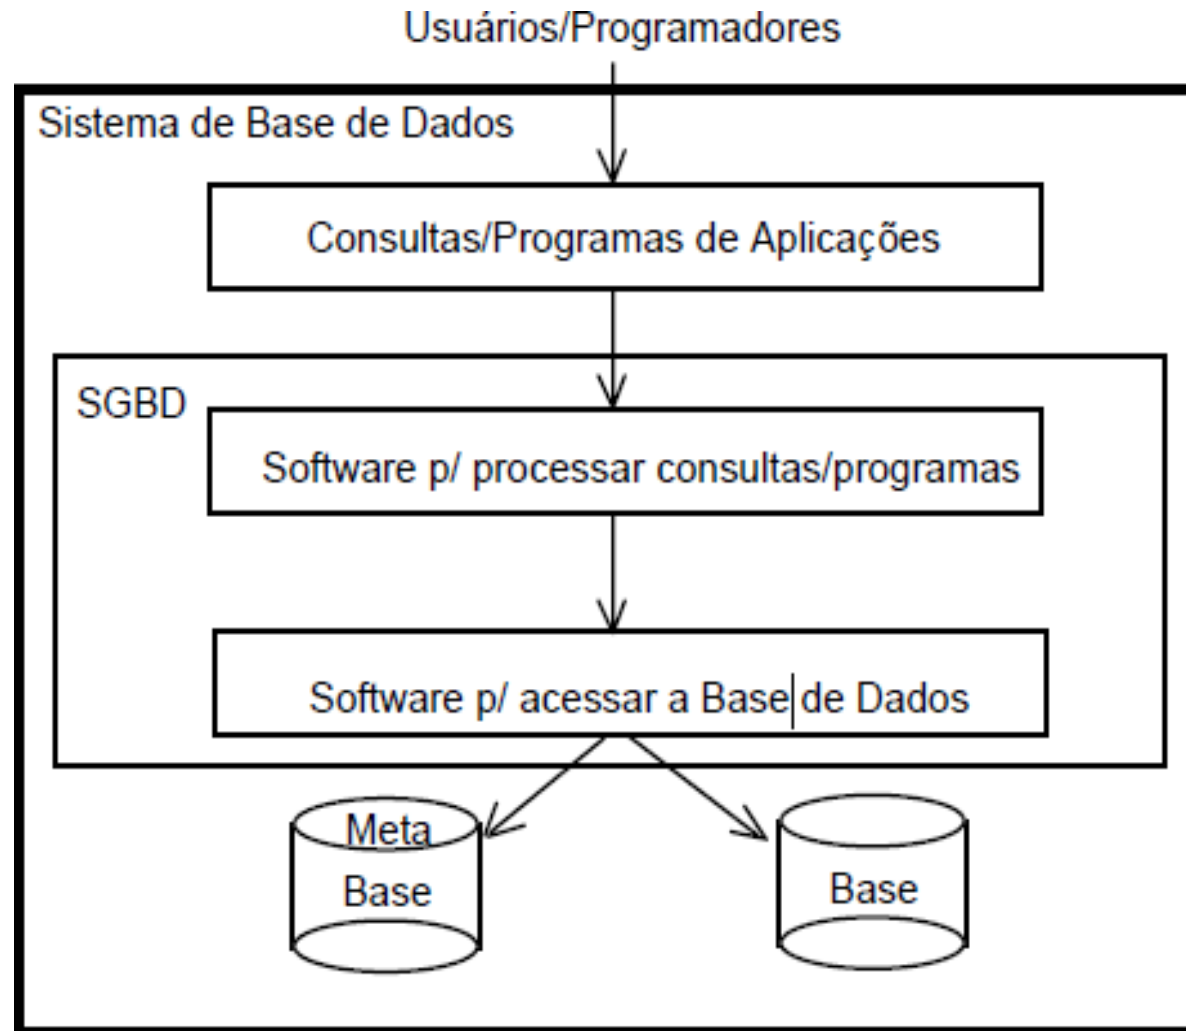 Usuários/Programadores
Sistema de Base de Dados
Consultas/Programas de Aplicações
SGBD
Software p/ processar consultas/programas
Software p/ acessar a Base de Dados
Meta
Base
Base